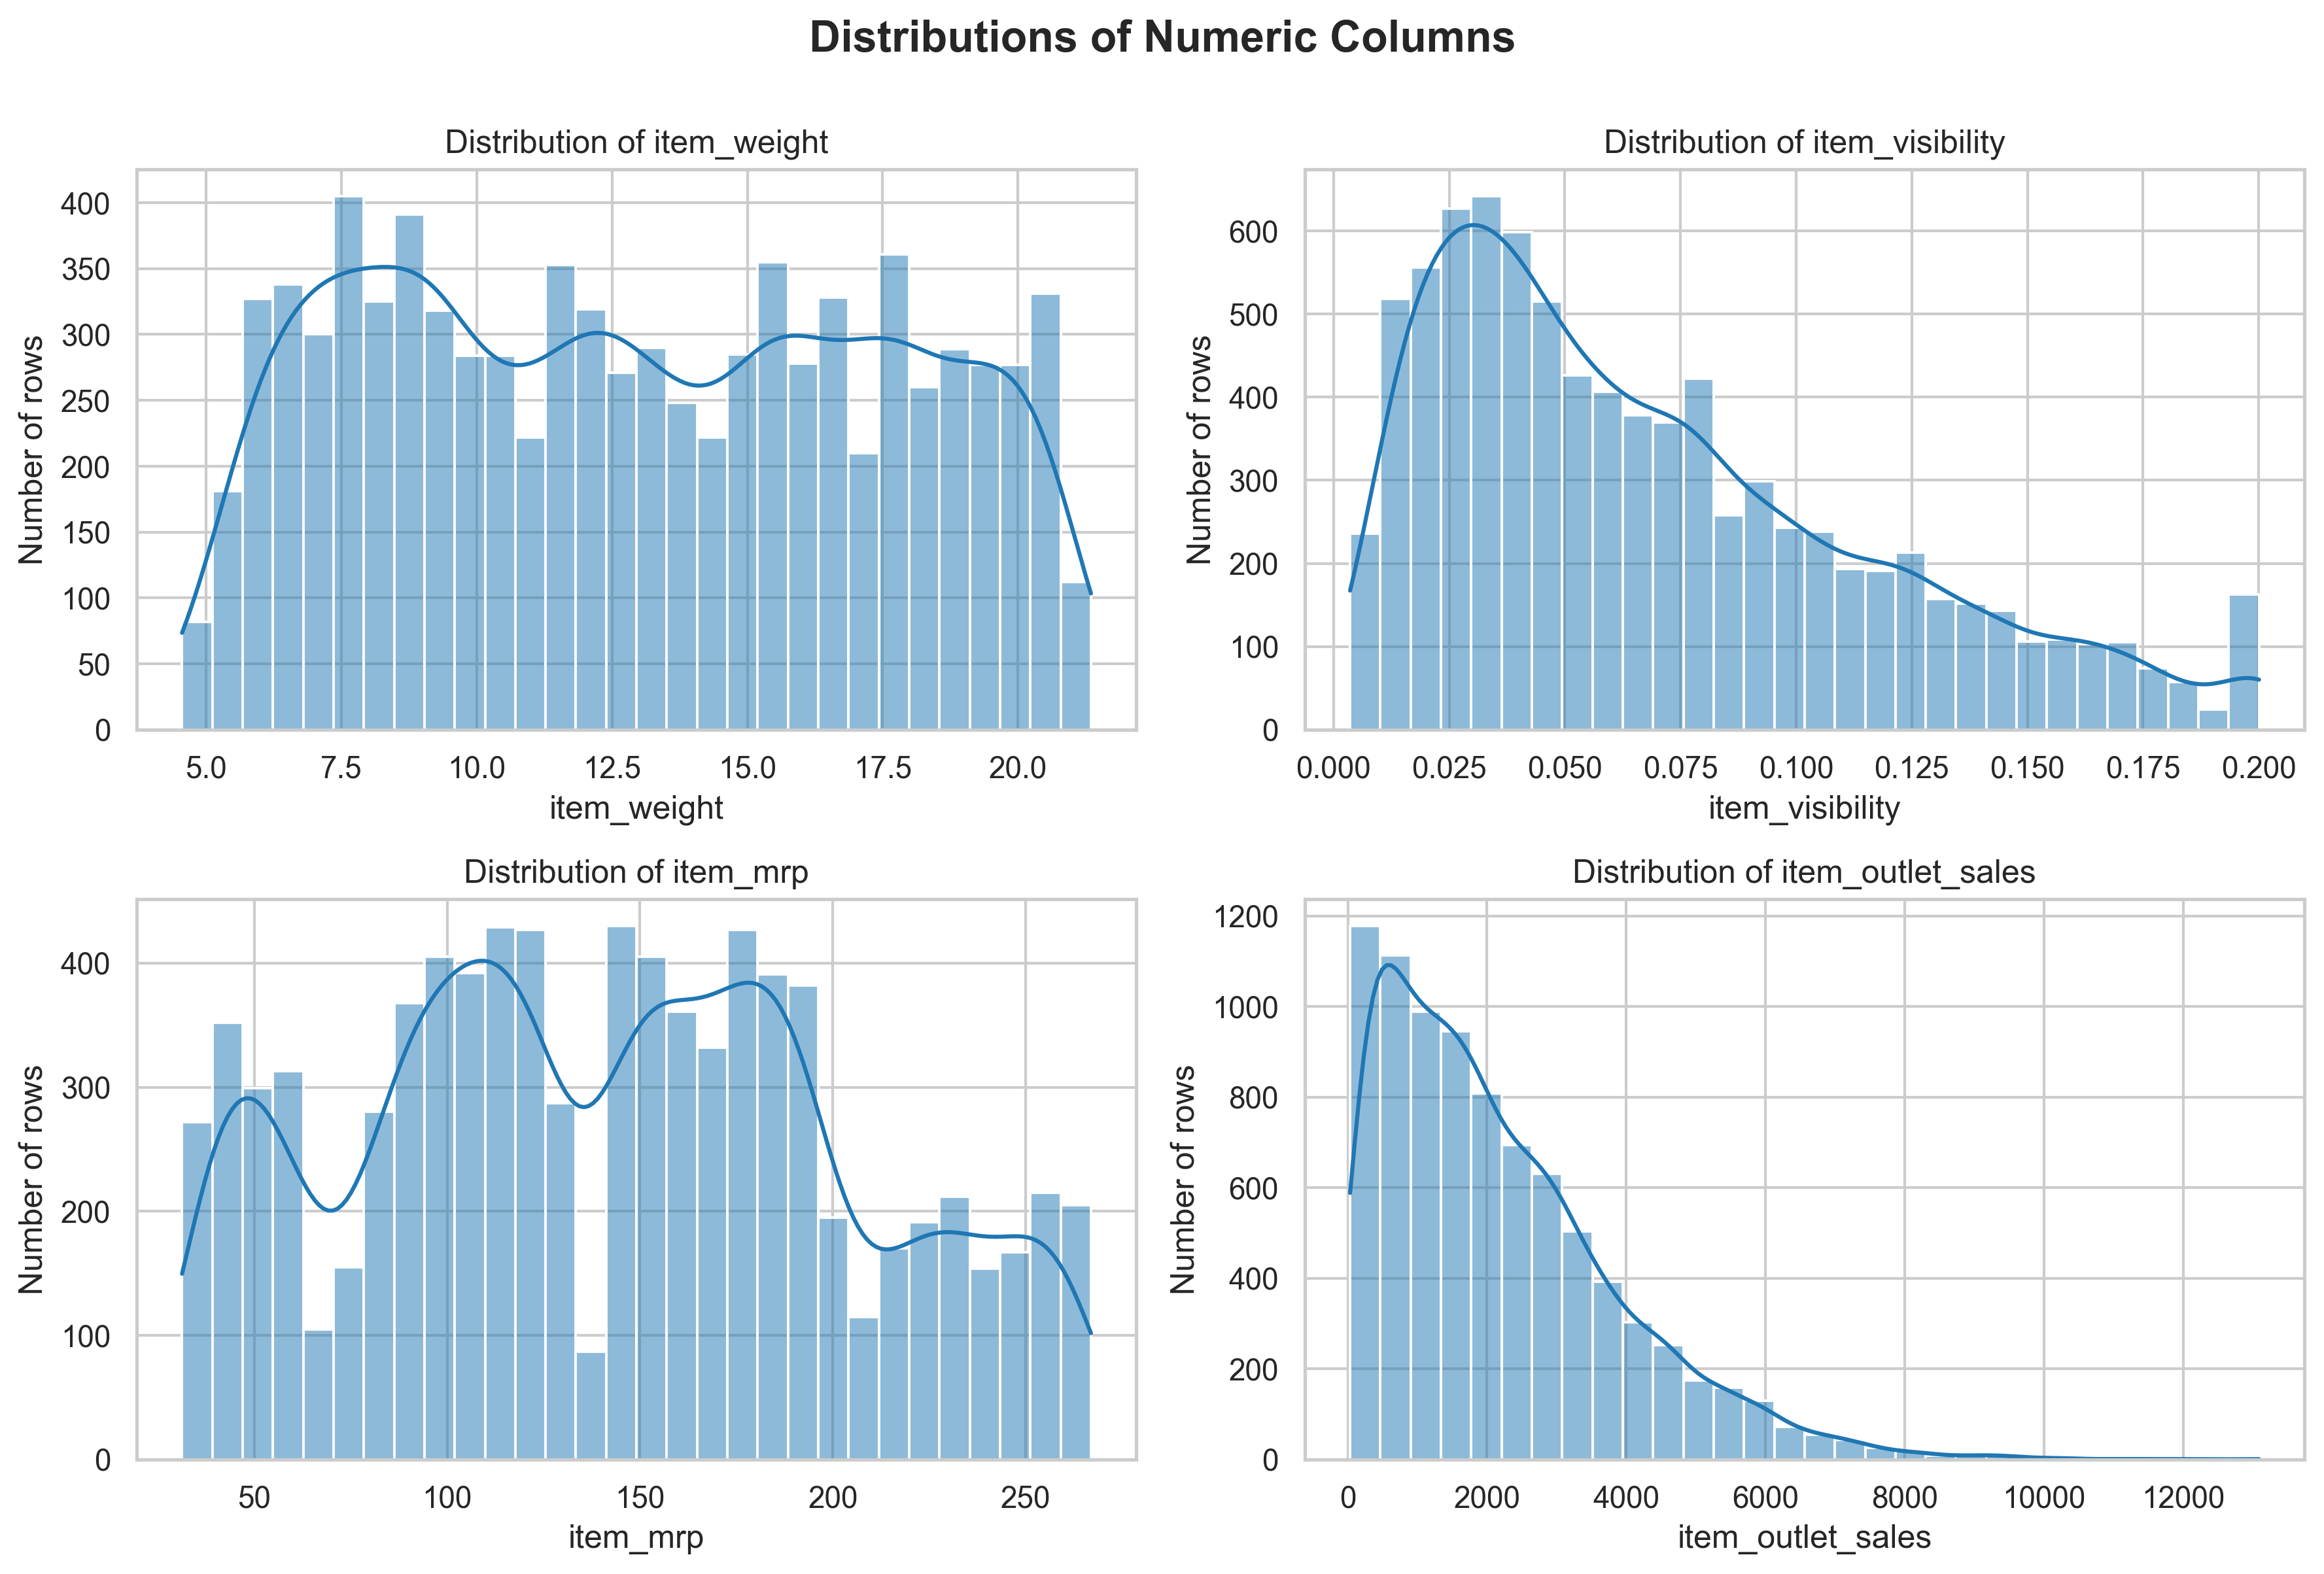 Distributions of Numeric Columns
Distribution of item_weight
Number of rows
400
350
300
250
200
150
100
50
0
5.0 7.5 10.0 12.5 15.0 17.5 20.0
item_weight
Distribution of item_visibility
Number of rows
600
500
400
300
200
100
0
0.000 0.025 0.050 0.075 0.100 0.125 0.150 0.175 0.200
item_visibility
Distribution of item_mrp
Number of rows
400
300
200
100
0
50 100 150 200 250
item_mrp
Distribution of item_outlet_sales
Number of rows
1200
1000
800
600
400
200
0
0 2000 4000 6000 8000 10000 12000
item_outlet_sales